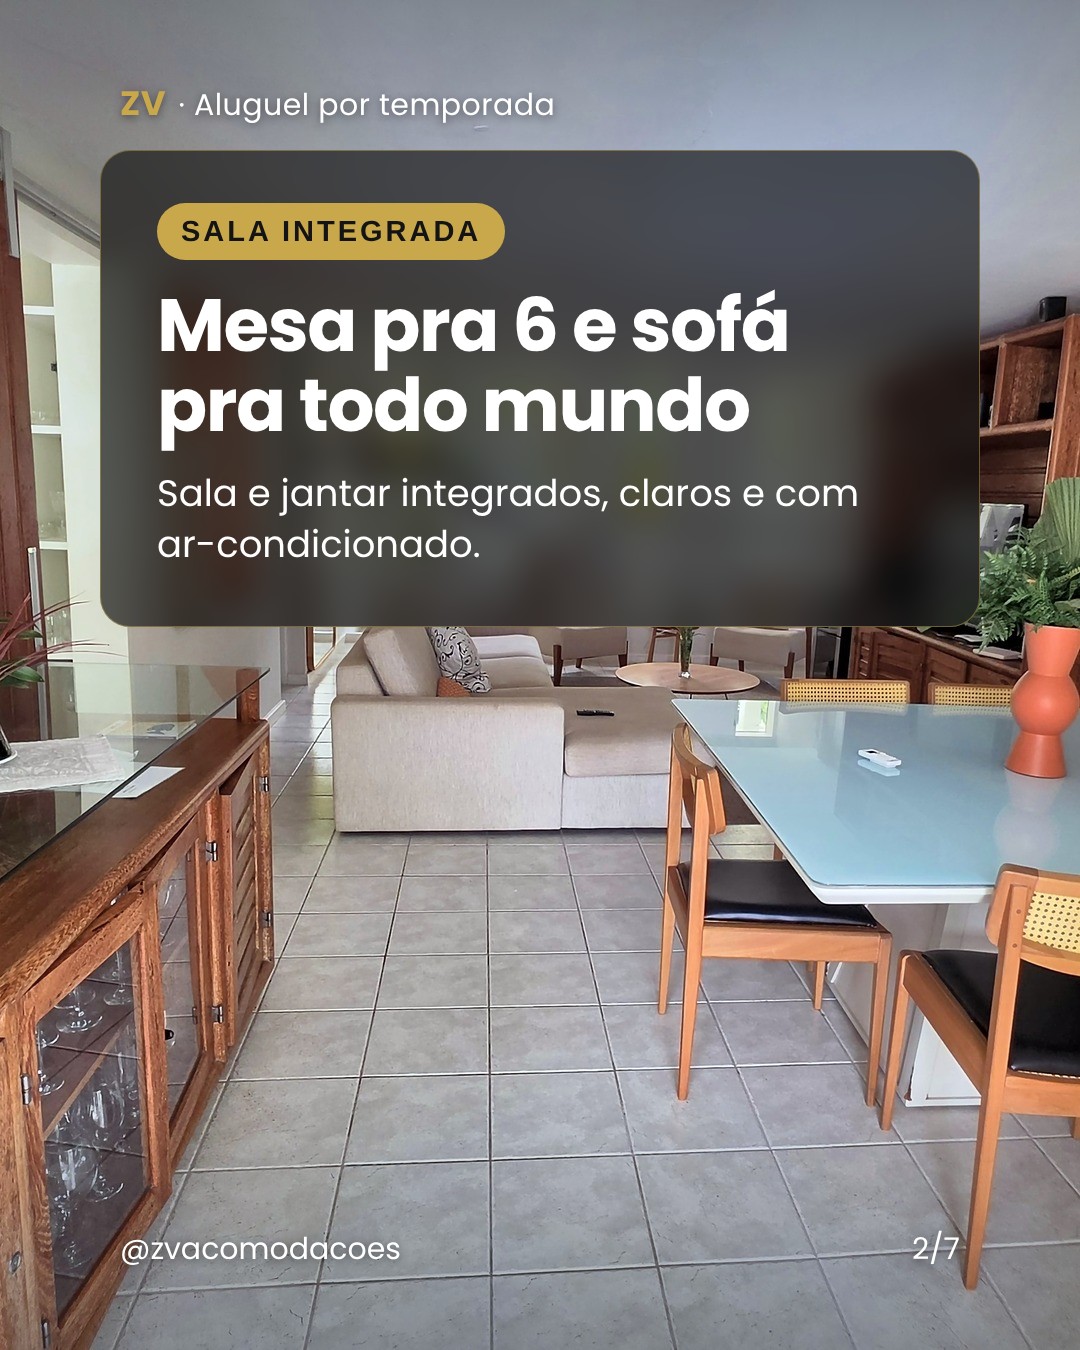 ZV · Aluguel por temporada
SALA INTEGRADA
Mesa pra 6 e sofá
pra todo mundo
Sala e jantar integrados, claros e com
ar-condicionado.
@zvacomodacoes
2/7